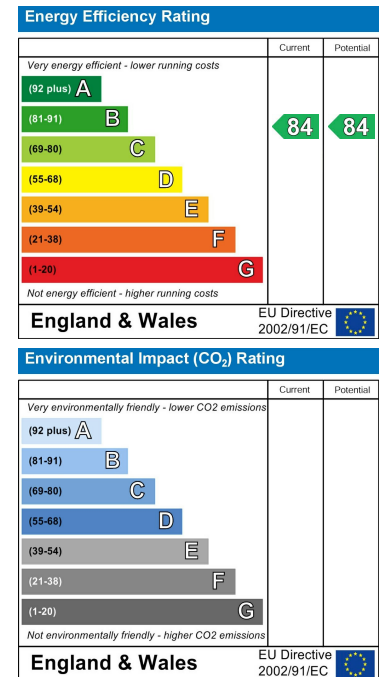 Energy Efficiency Rating
Current Potential
Very energy efficient - lower running costs
(92 plus) A
(81-91) B
84 84
(69-80) C
(55-68) D
(39-54) E
(21-38) F
(1-20) G
Not energy efficient - higher running costs
England & Wales
EU Directive
2002/91/EC
Environmental Impact (CO₂) Rating
Current Potential
Very environmentally friendly - lower CO2 emissions
(92 plus) A
(81-91) B
(69-80) C
(55-68) D
(39-54) E
(21-38) F
(1-20) G
Not environmentally friendly - higher CO2 emissions
England & Wales
EU Directive
2002/91/EC